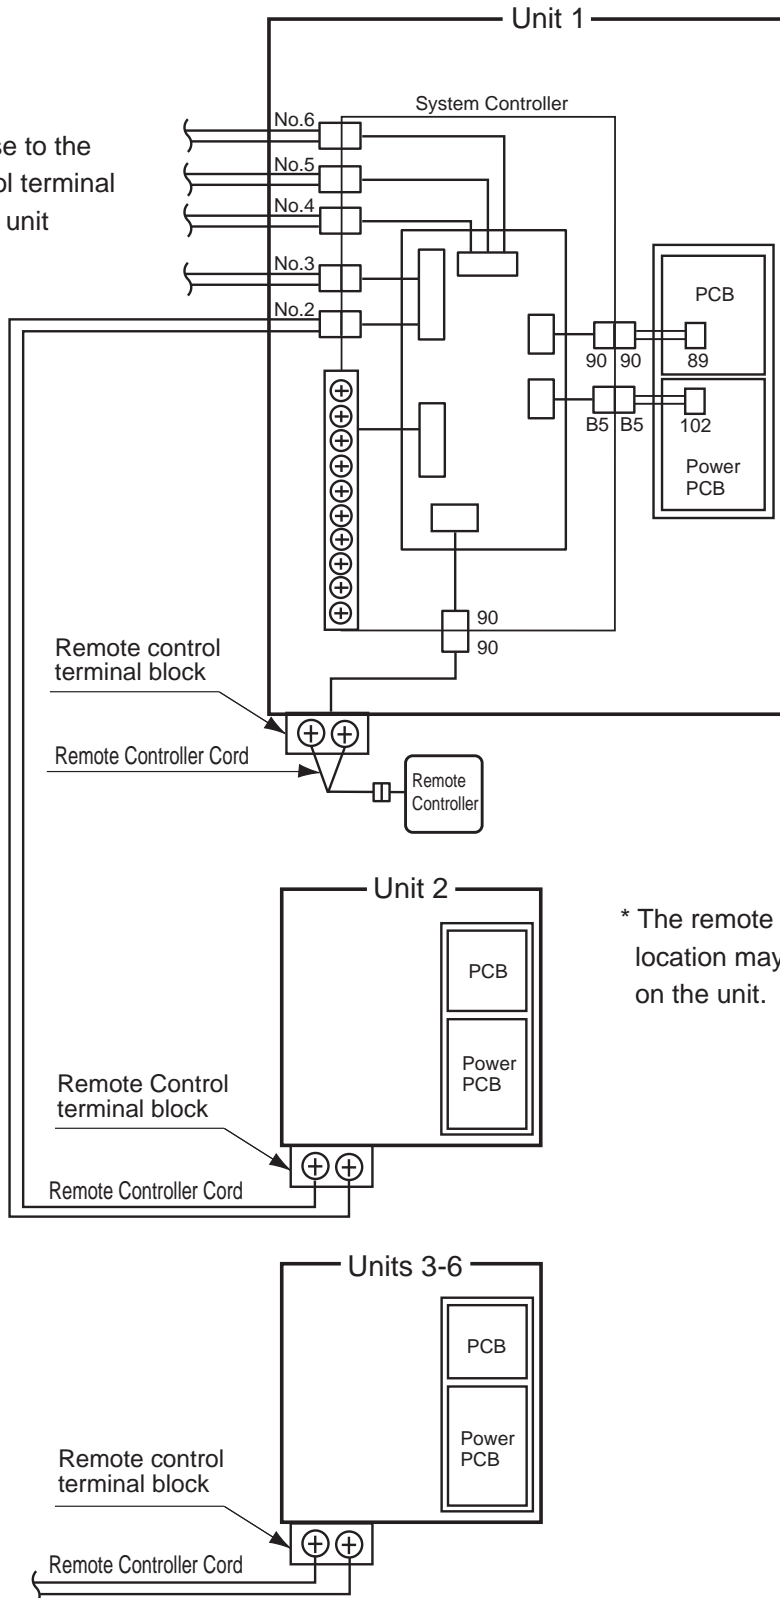 Unit 1
System Controller
No.6
No.5
No.4
No.3
No.2
se to the
ol terminal
unit
PCB
90 90
89
B5 B5
102
Power
PCB
90
90
Remote control
terminal block
Remote Controller Cord
Remote
Controller
Unit 2
PCB
Power
PCB
* The remote
location may
on the unit.
Remote Control
terminal block
Remote Controller Cord
Units 3-6
PCB
Power
PCB
Remote control
terminal block
Remote Controller Cord